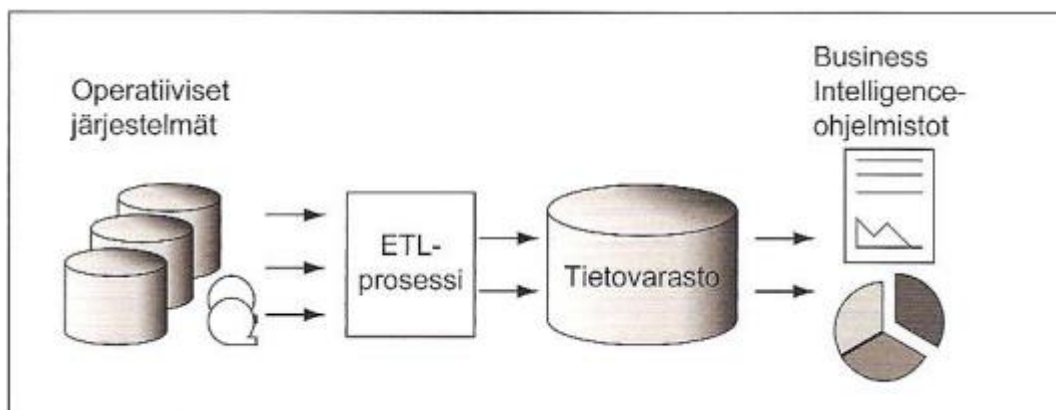 Operatiiviset
järjestelmät
ETL-
prosessi
Tietovarasto
Business
Intelligence-
ohjelmistot